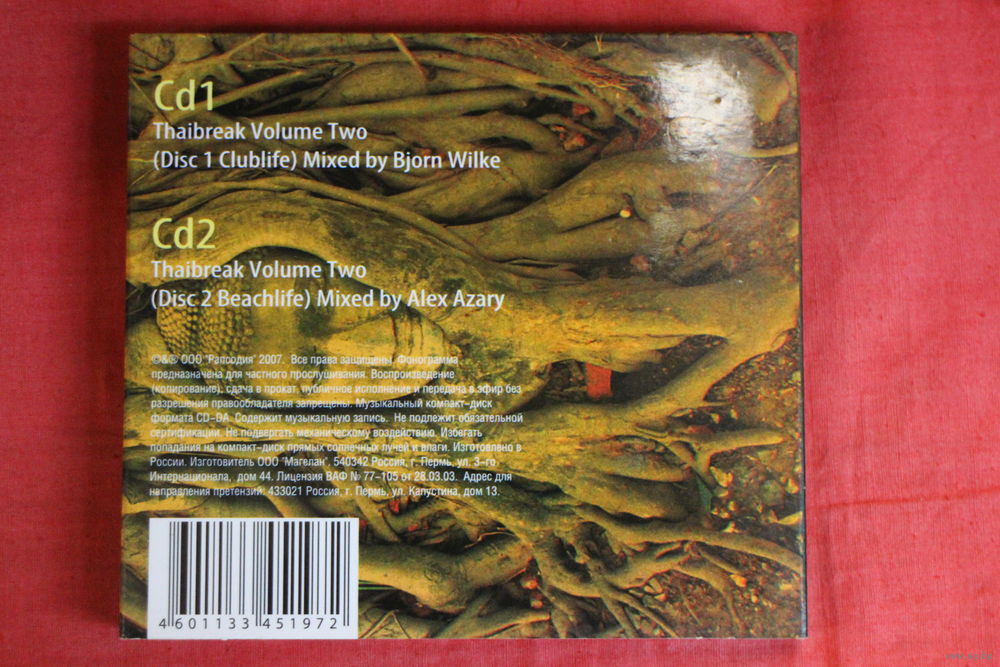 Cd1
Thaibreak Volume Two
(Disc 1 Clublife) Mixed by Bjorn Wilke
Cd2
Thaibreak Volume Two
(Disc 2 Beachlife) Mixed by Alex Azary
©&® ООО "Рапсодия" 2007. Все права защищены. Фонограмма
предназначена для частного прослушивания. Воспроизведение
(копирование), сдача в прокат, публичное исполнение и передача в эфир без
разрешения правообладателя запрещены. Музыкальный компакт-диск
формата CD-DA. Содержит музыкальную запись. Не подлежит обязательной
сертификации. Не подвергать механическому воздействию. Избегать
попадания на компакт-диск прямых солнечных лучей и влаги. Изготовлено в
России. Изготовитель ООО "Магелан", 540342 Россия, г. Пермь, ул. 3-го
Интернационала, дом 44. Лицензия ВАФ № 77-105 от 28.03.03. Адрес для
направления претензий: 433021 Россия, г. Пермь, ул. Капустина, дом 13.
4 601133 451972